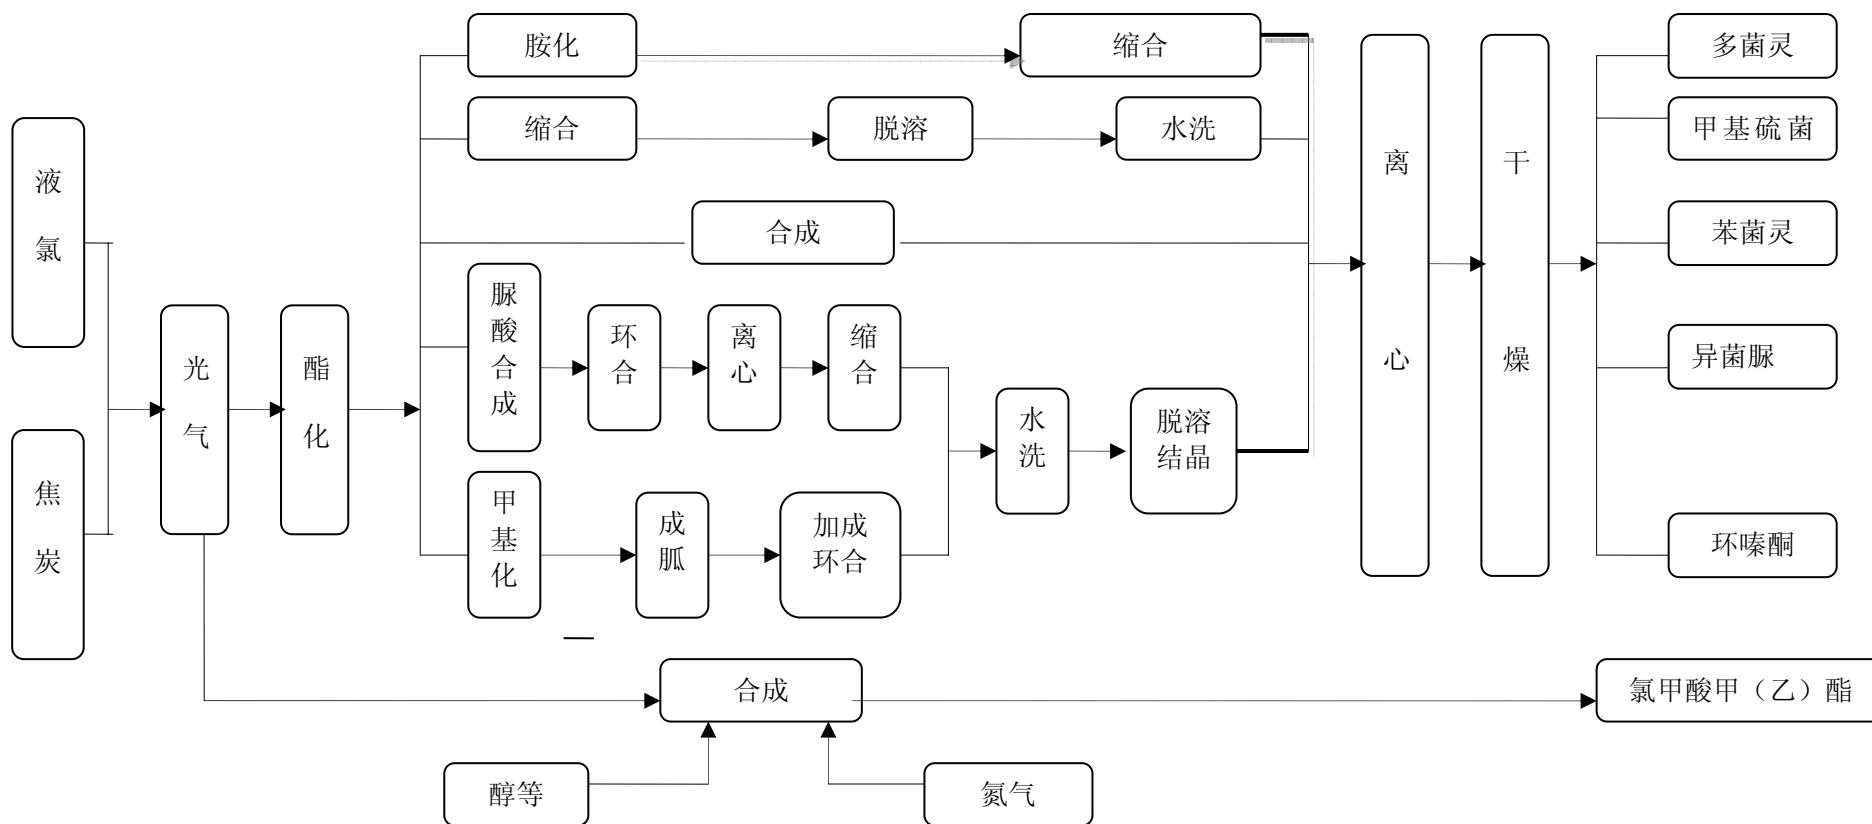 液氯
焦炭
光气
酯化
胺化
缩合
缩合
脱溶
水洗
合成
脲酸合成
环合
离心
缩合
甲基化
成胍
加成
环合
水洗
脱溶
结晶
离心
干燥
多菌灵
甲基硫菌
苯菌灵
异菌脲
环嗪酮
合成
氯甲酸甲（乙）酯
醇等
氮气